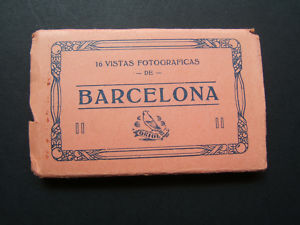 16 VISTAS FOTOGRAFICAS
— DE —
BARCELONA